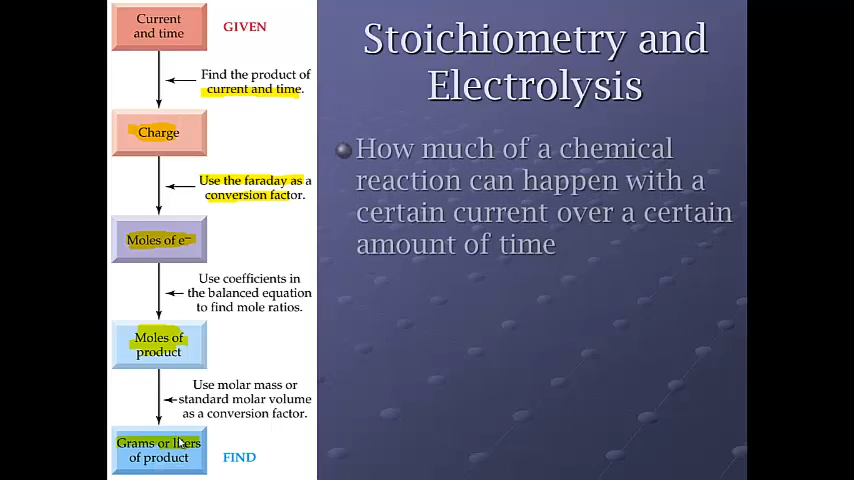 Current
and time
GIVEN
Find the product of
current and time.
Charge
Use the faraday as a
conversion factor.
Moles of e⁻
Use coefficients in
the balanced equation
to find mole ratios.
Moles of
product
Use molar mass or
standard molar volume
as a conversion factor.
Grams or liters
of product
FIND
Stoichiometry and
Electrolysis
How much of a chemical
reaction can happen with a
certain current over a certain
amount of time